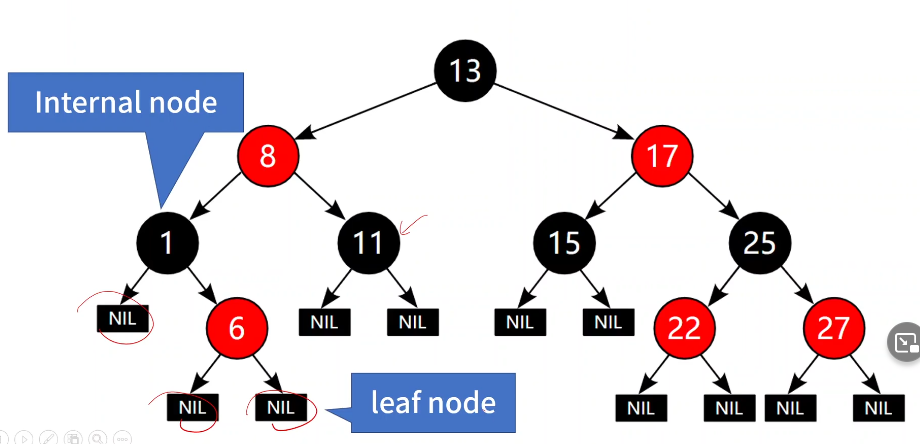 13
Internal node
8
17
1
11
15
25
NIL
6
NIL
NIL
NIL
NIL
22
27
NIL
NIL
leaf node
NIL
NIL
NIL
NIL